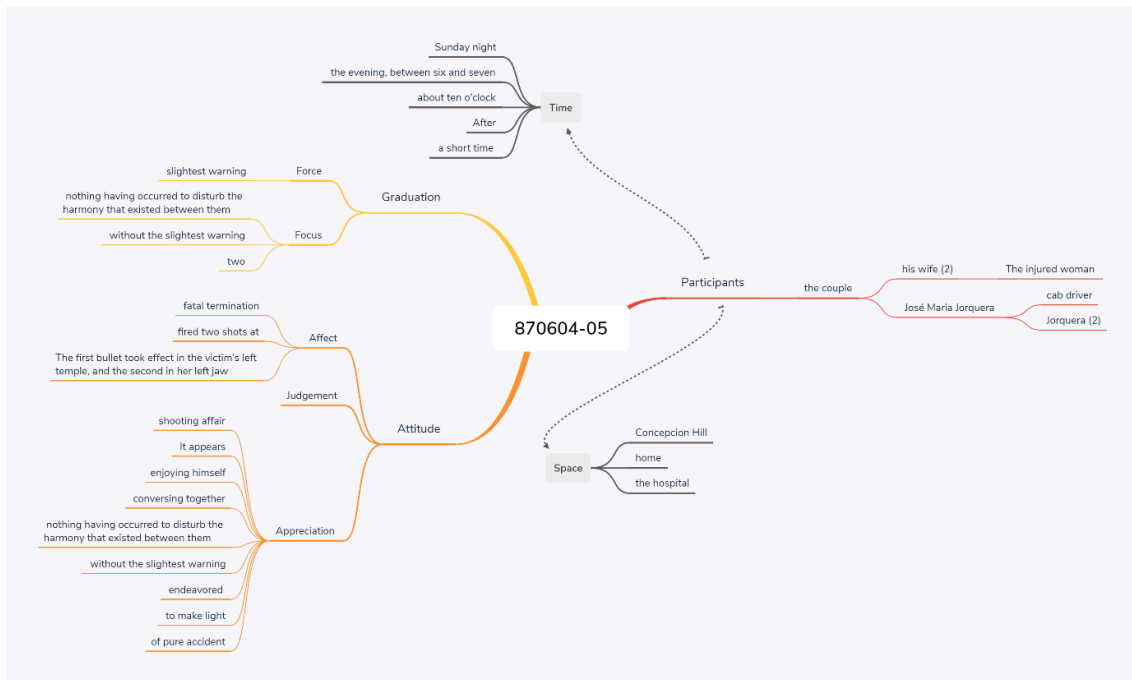 Sunday night
the evening, between six and seven
about ten o'clock
After
a short time
Time
slightest warning
Force
nothing having occurred to disturb the
harmony that existed between them
without the slightest warning
two
Focus
Graduation
870604-05
Participants
the couple
his wife (2)
The injured woman
José Maria Jorquera
cab driver
Jorquera (2)
fatal termination
fired two shots at
The first bullet took effect in the victim's left
temple, and the second in her left jaw
Affect
Judgement
Attitude
shooting affair
It appears
enjoying himself
conversing together
nothing having occurred to disturb the
harmony that existed between them
without the slightest warning
endeavored
to make light
of pure accident
Appreciation
Space
Concepcion Hill
home
the hospital